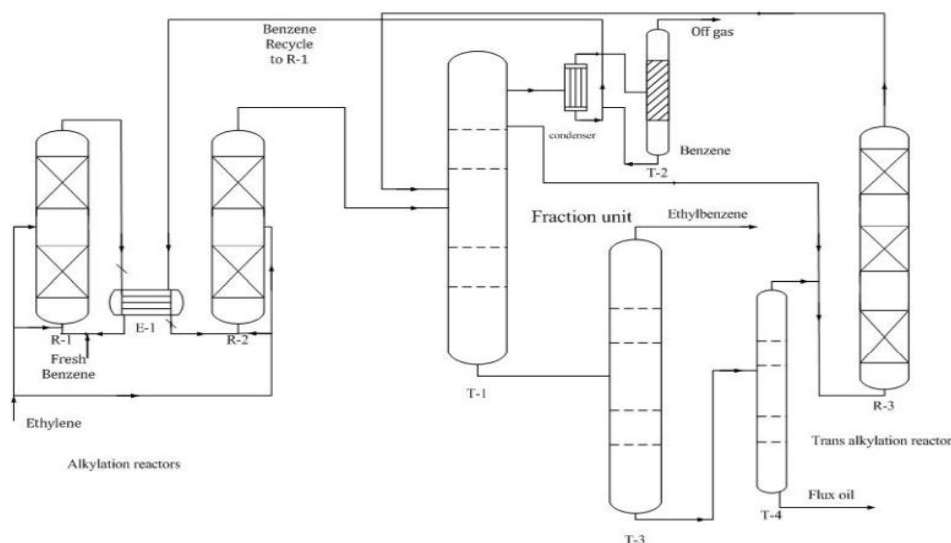 Benzene
Recycle
to R-1
Off gas
condenser
Benzene
T-2
Fraction unit
Ethylbenzene
R-1
E-1
R-2
Fresh
Benzene
T-1
R-3
Ethylene
Trans alkylation reactor
Alkylation reactors
Flux oil
T-4
T-3